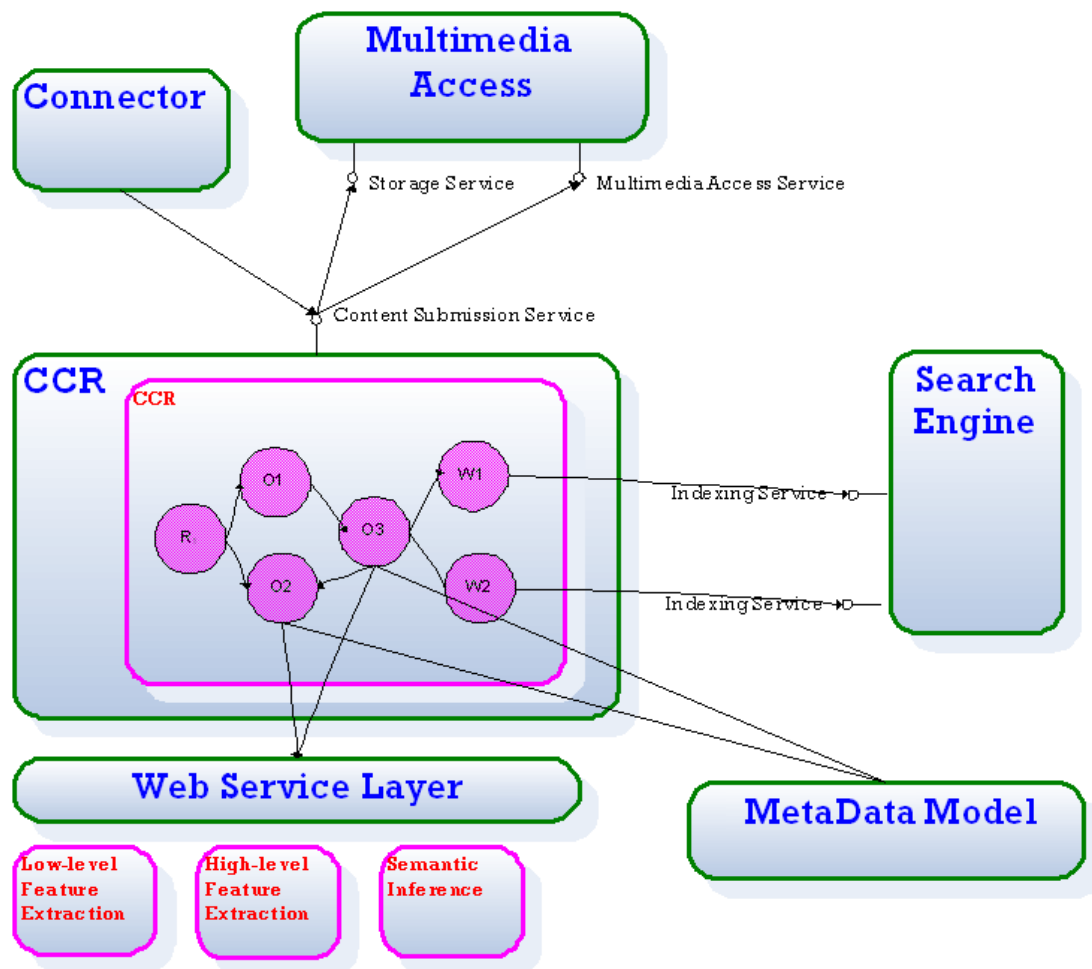 Multimedia
Access
Connector
Storage Service
Multimedia Access Service
Content Submission Service
CCR
CCR
Search
Engine
O1
W1
R
O3
O2
W2
Indexing Service
Indexing Service
Web Service Layer
MetaData Model
Low-level
Feature
Extraction
High-level
Feature
Extraction
Semantic
Inference